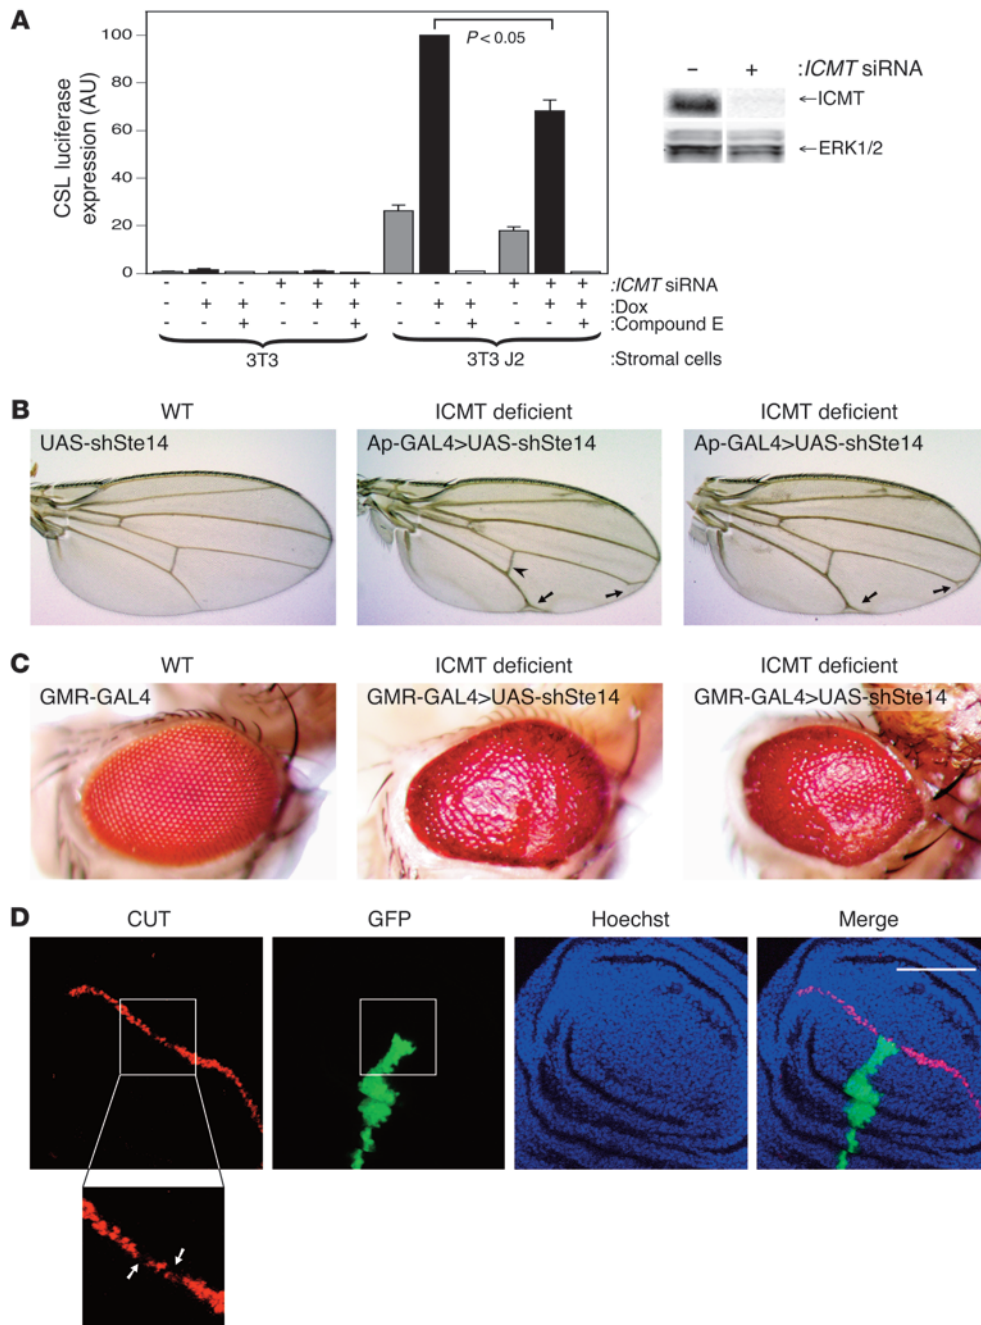 A
CSL luciferase
expression (AU)
100
80
60
40
20
0
P < 0.05
- - - + + + - - - + + + :ICMT siRNA
- + + - + + - + + - + + :Dox
- - + - - + - - + - - + :Compound E
3T3 3T3 J2 :Stromal cells
- + :ICMT siRNA
←ICMT
←ERK1/2
B
WT ICMT deficient ICMT deficient
UAS-shSte14 Ap-GAL4>UAS-shSte14 Ap-GAL4>UAS-shSte14
C
WT ICMT deficient ICMT deficient
GMR-GAL4 GMR-GAL4>UAS-shSte14 GMR-GAL4>UAS-shSte14
D
CUT GFP Hoechst Merge